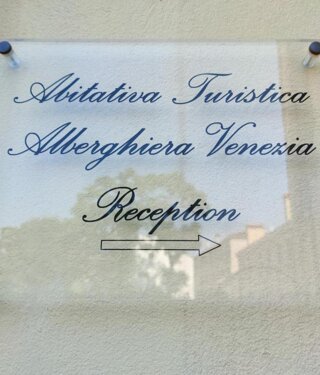 Abitativa Turistica
Alberghiera Venezia
Reception